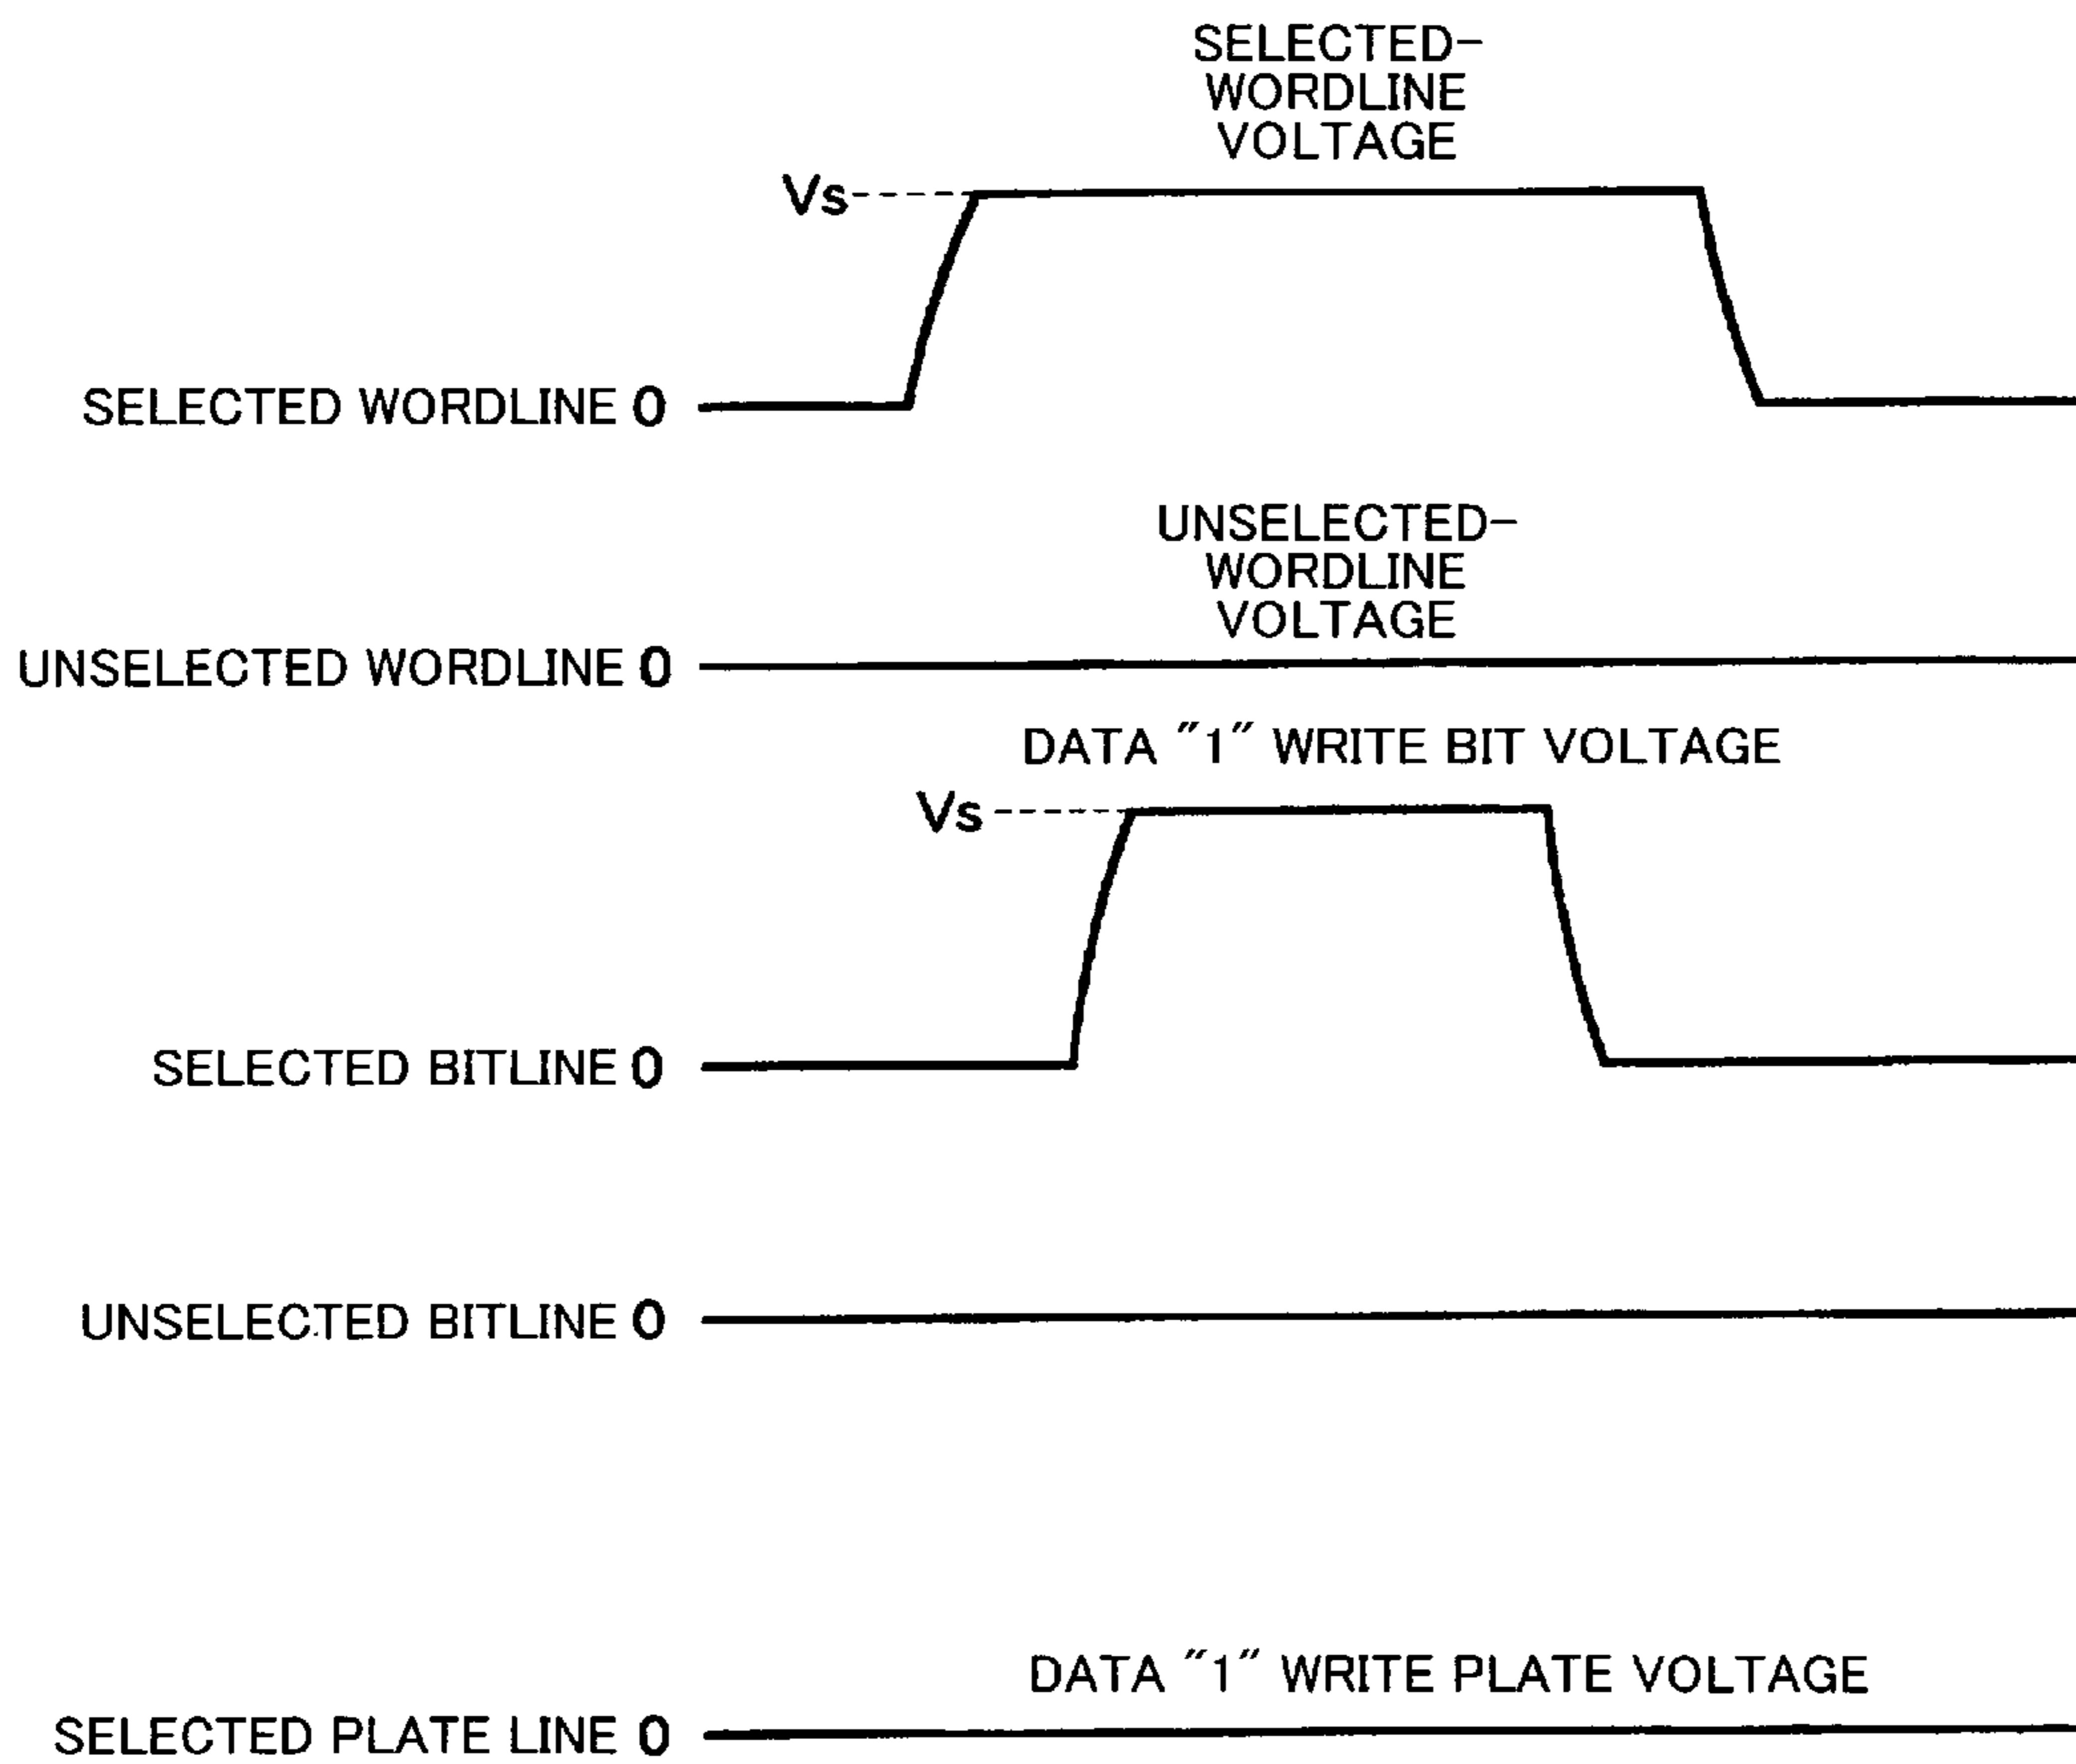 SELECTED-
WORDLINE
VOLTAGE
Vs
SELECTED WORDLINE 0
UNSELECTED-
WORDLINE
VOLTAGE
UNSELECTED WORDLINE 0
DATA "1" WRITE BIT VOLTAGE
Vs
SELECTED BITLINE 0
UNSELECTED BITLINE 0
DATA "1" WRITE PLATE VOLTAGE
SELECTED PLATE LINE 0